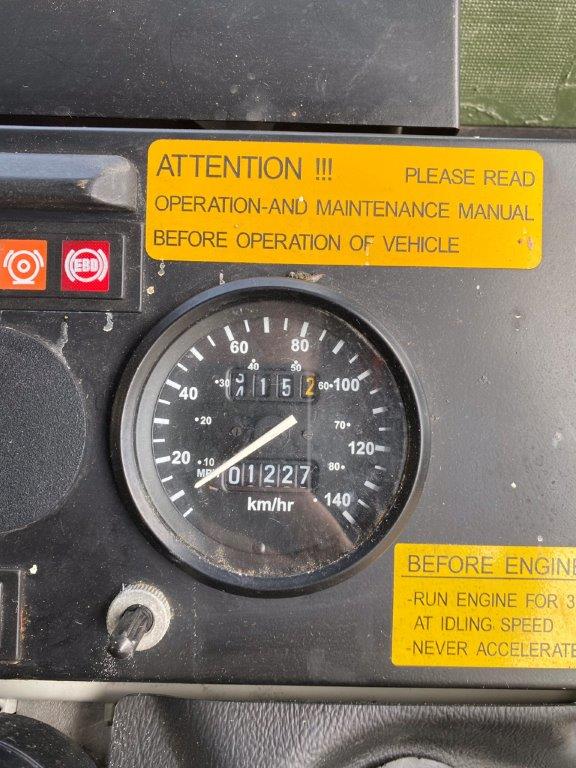 ATTENTION !!! PLEASE READ
OPERATION-AND MAINTENANCE MANUAL
BEFORE OPERATION OF VEHICLE
EBD
60 80
40 50
30 152 60
40 100
20 70
120
20 10
MPH 01227 80
140
km/hr
BEFORE ENGINE
-RUN ENGINE FOR 3
AT IDLING SPEED
-NEVER ACCELERATE